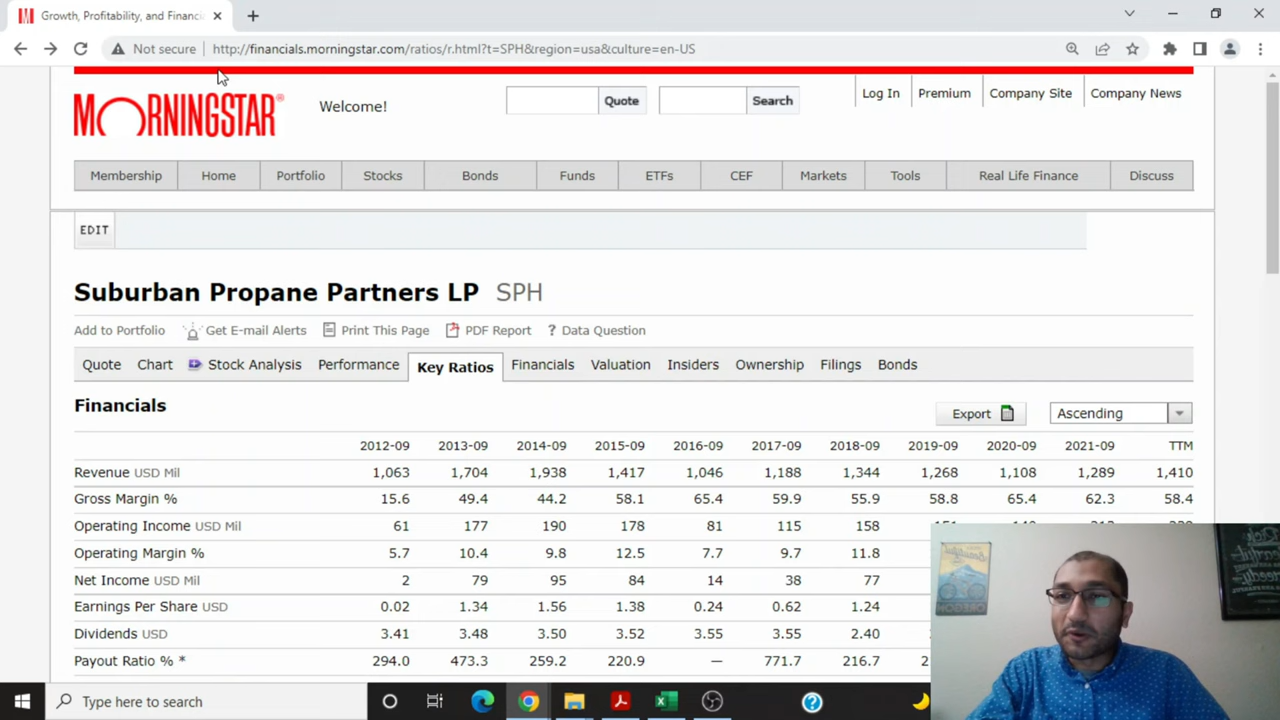 Growth, Profitability, and Financi
Not secure http://financials.morningstar.com/ratios/r.html?t=SPH&region=usa&culture=en-US
MORNINGSTAR Welcome! Quote Search Log In Premium Company Site Company News
Membership Home Portfolio Stocks Bonds Funds ETFs CEF Markets Tools Real Life Finance Discuss
EDIT
Suburban Propane Partners LP SPH
Add to Portfolio Get E-mail Alerts Print This Page PDF Report ? Data Question
Quote Chart Stock Analysis Performance Key Ratios Financials Valuation Insiders Ownership Filings Bonds
Financials Export Ascending
2012-09 2013-09 2014-09 2015-09 2016-09 2017-09 2018-09 2019-09 2020-09 2021-09 TTM
Revenue USD Mil 1,063 1,704 1,938 1,417 1,046 1,188 1,344 1,268 1,108 1,289 1,410
Gross Margin % 15.6 49.4 44.2 58.1 65.4 59.9 55.9 58.8 65.4 62.3 58.4
Operating Income USD Mil 61 177 190 178 81 115 158
Operating Margin % 5.7 10.4 9.8 12.5 7.7 9.7 11.8
Net Income USD Mil 2 79 95 84 14 38 77
Earnings Per Share USD 0.02 1.34 1.56 1.38 0.24 0.62 1.24
Dividends USD 3.41 3.48 3.50 3.52 3.55 3.55 2.40
Payout Ratio % * 294.0 473.3 259.2 220.9 — 771.7 216.7 2
OREGON
Type here to search